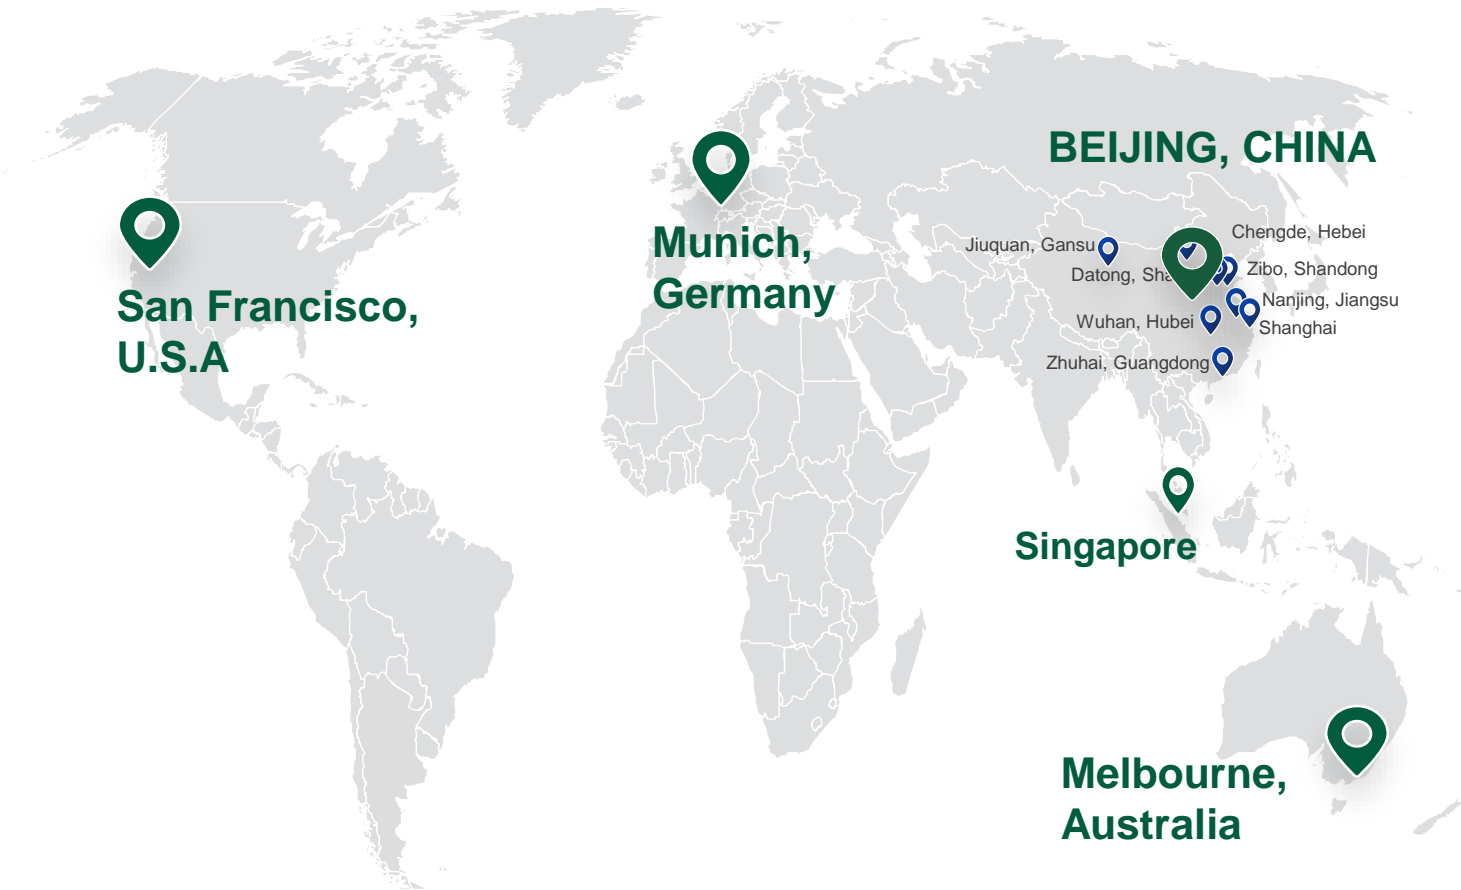 BEIJING, CHINA
Munich,
Germany
San Francisco,
U.S.A
Chengde, Hebei
Jiuquan, Gansu
Datong,
Zibo, Shandong
Nanjing, Jiangsu
Wuhan, Hubei
Shanghai
Zhuhai, Guangdong
Singapore
Melbourne,
Australia